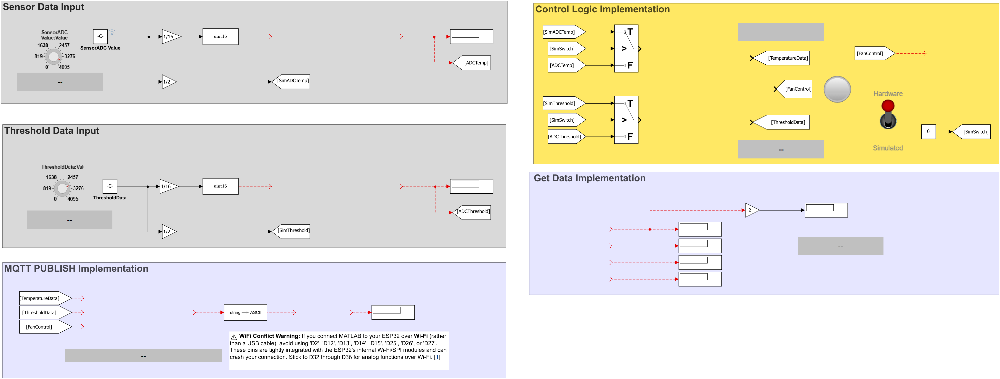 Sensor Data Input
SensorADC
Value:Value
1638
2457
819
3276
0
4095
--
-C-
SensorADC Value
1/16
uint16
1/2
[SimADCTemp]
[ADCTemp]
Threshold Data Input
ThresholdData:Valu
1638
2457
819
3276
0
4095
--
-C-
ThresholdData
1/16
uint16
1/2
[SimThreshold]
[ADCThreshold]
MQTT PUBLISH Implementation
[TemperatureData]
[ThresholdData]
[FanControl]
string
ASCII
--
WiFi Conflict Warning: If you connect MATLAB to your ESP32 over Wi-Fi (rather
than a USB cable), avoid using 'D2', 'D12', 'D13', 'D14', 'D15', 'D25', 'D26', or 'D27'.
These pins are tightly integrated with the ESP32's internal Wi-Fi/SPI modules and can
crash your connection. Stick to D32 through D36 for analog functions over Wi-Fi. [1]
Control Logic Implementation
[SimADCTemp]
[SimSwitch]
[ADCTemp]
T
>
F
[SimThreshold]
[SimSwitch]
[ADCThreshold]
T
>
F
--
[TemperatureData]
[FanControl]
[ThresholdData]
--
[FanControl]
Hardware
Simulated
0
[SimSwitch]
Get Data Implementation
2
--